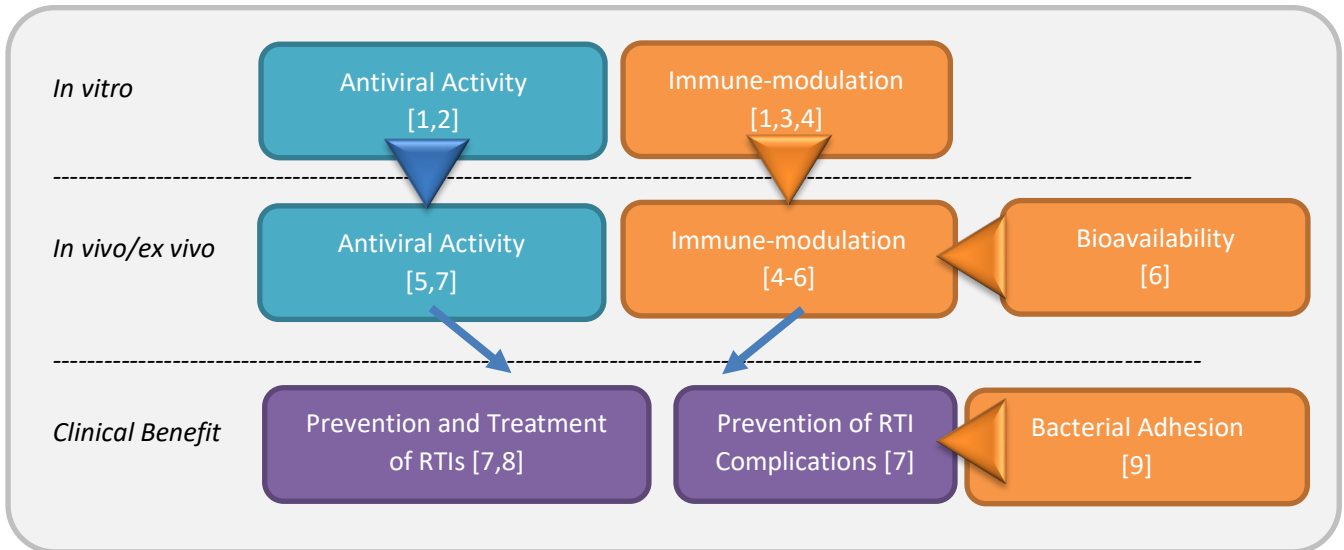 In vitro
Antiviral Activity
[1,2]
Immune-modulation
[1,3,4]
In vivo/ex vivo
Antiviral Activity
[5,7]
Immune-modulation
[4-6]
Bioavailability
[6]
Clinical Benefit
Prevention and Treatment
of RTIs [7,8]
Prevention of RTI
Complications [7]
Bacterial Adhesion
[9]